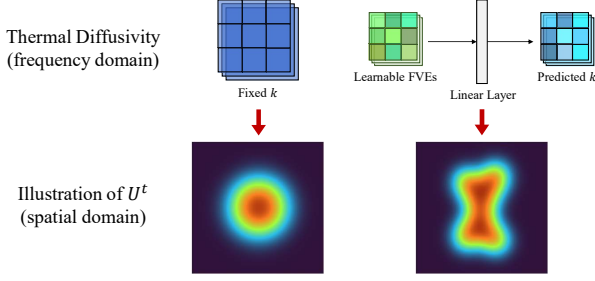 Thermal Diffusivity
(frequency domain)
Fixed k
Learnable FVEs
Linear Layer
Predicted k
Illustration of U^t
(spatial domain)